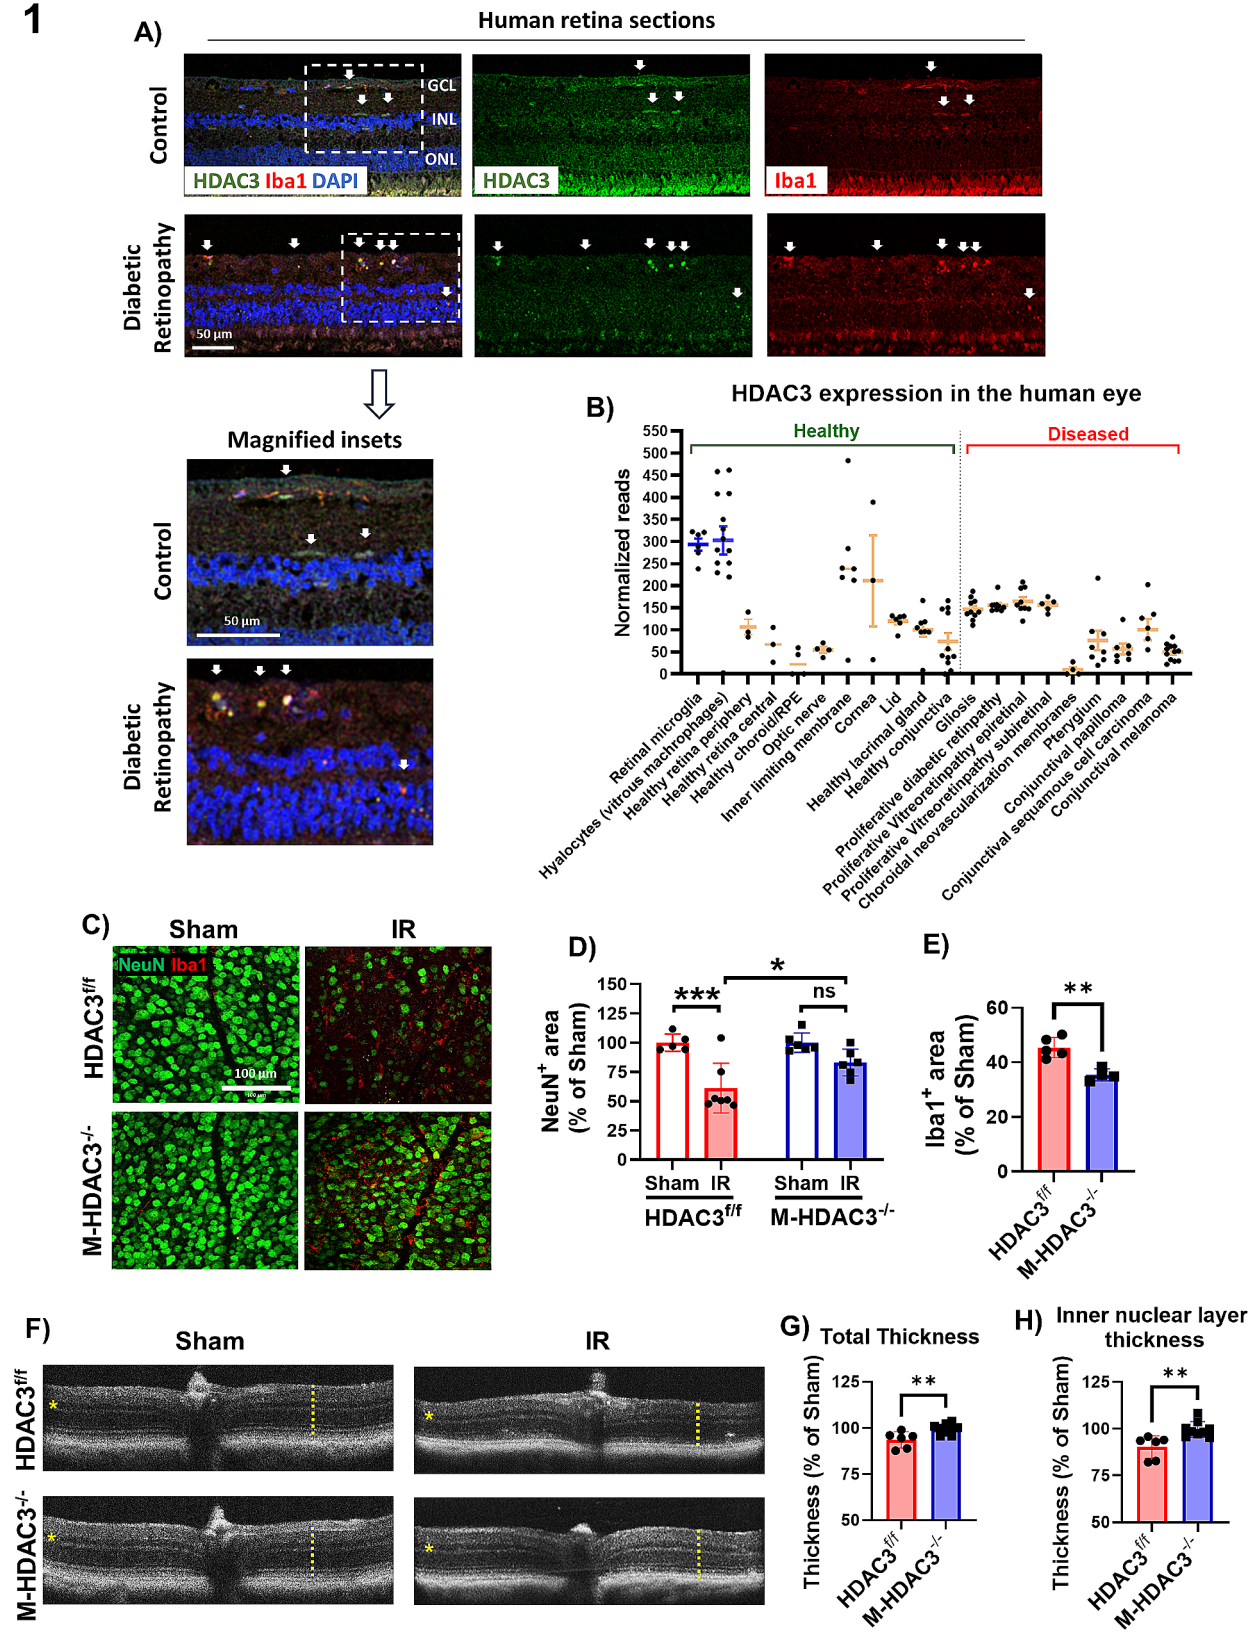 1
A)
Human retina sections
Control
GCL
INL
ONL
HDAC3 Iba1 DAPI
HDAC3
Iba1
Diabetic
Retinopathy
50 µm
Magnified insets
Control
50 µm
Diabetic
Retinopathy
B)
HDAC3 expression in the human eye
Healthy
Diseased
Normalized reads
550
500
450
400
350
300
250
200
150
100
50
0
Retinal microglia
Hyalocytes (vitrous machrophages)
Healthy retina periphery
Healthy retina central
Healthy choroid/RPE
Optic nerve
Inner limiting membrane
Cornea
Lid
Healthy lacrimal gland
Healthy conjunctiva
Gliosis
Proliferative diabetic retinpathy
Proliferative Vitreoretinpathy epiretinal
Proliferative Vitreoretinpathy subiretinal
Choroidal neovascularization membranes
Pterygium
Conjunctival papilloma
Conjunctival sequamous cell carcinoma
Conjunctival melanoma
C)
Sham
IR
NeuN Iba1
HDAC3f/f
100 µm
100 µm
M-HDAC3-/-
D)
NeuN+ area
(% of Sham)
150
125
100
75
50
25
0
***
*
ns
Sham IR
Sham IR
HDAC3f/f
M-HDAC3-/-
E)
Iba1+ area
(% of Sham)
60
40
20
0
**
HDAC3f/f
M-HDAC3-/-
F)
Sham
IR
HDAC3f/f
*
*
M-HDAC3-/-
*
*
G)
Total Thickness
Thickness (% of Sham)
125
100
75
50
**
HDAC3f/f
M-HDAC3-/-
H)
Inner nuclear layer
thickness
Thickness (% of Sham)
125
100
75
50
**
HDAC3f/f
M-HDAC3-/-